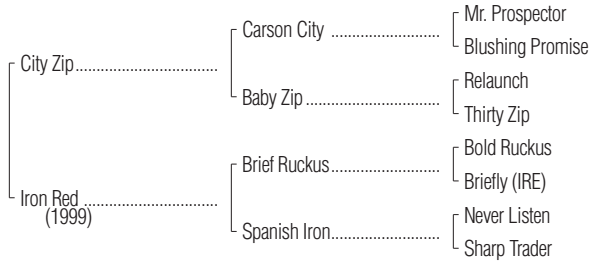 Mr. Prospector
Carson City ........................
Blushing Promise
City Zip................................
Relaunch
Baby Zip .............................
Thirty Zip
Bold Ruckus
Brief Ruckus........................
Briefly (IRE)
Iron Red ..............................
(1999)
Never Listen
Spanish Iron........................
Sharp Trader